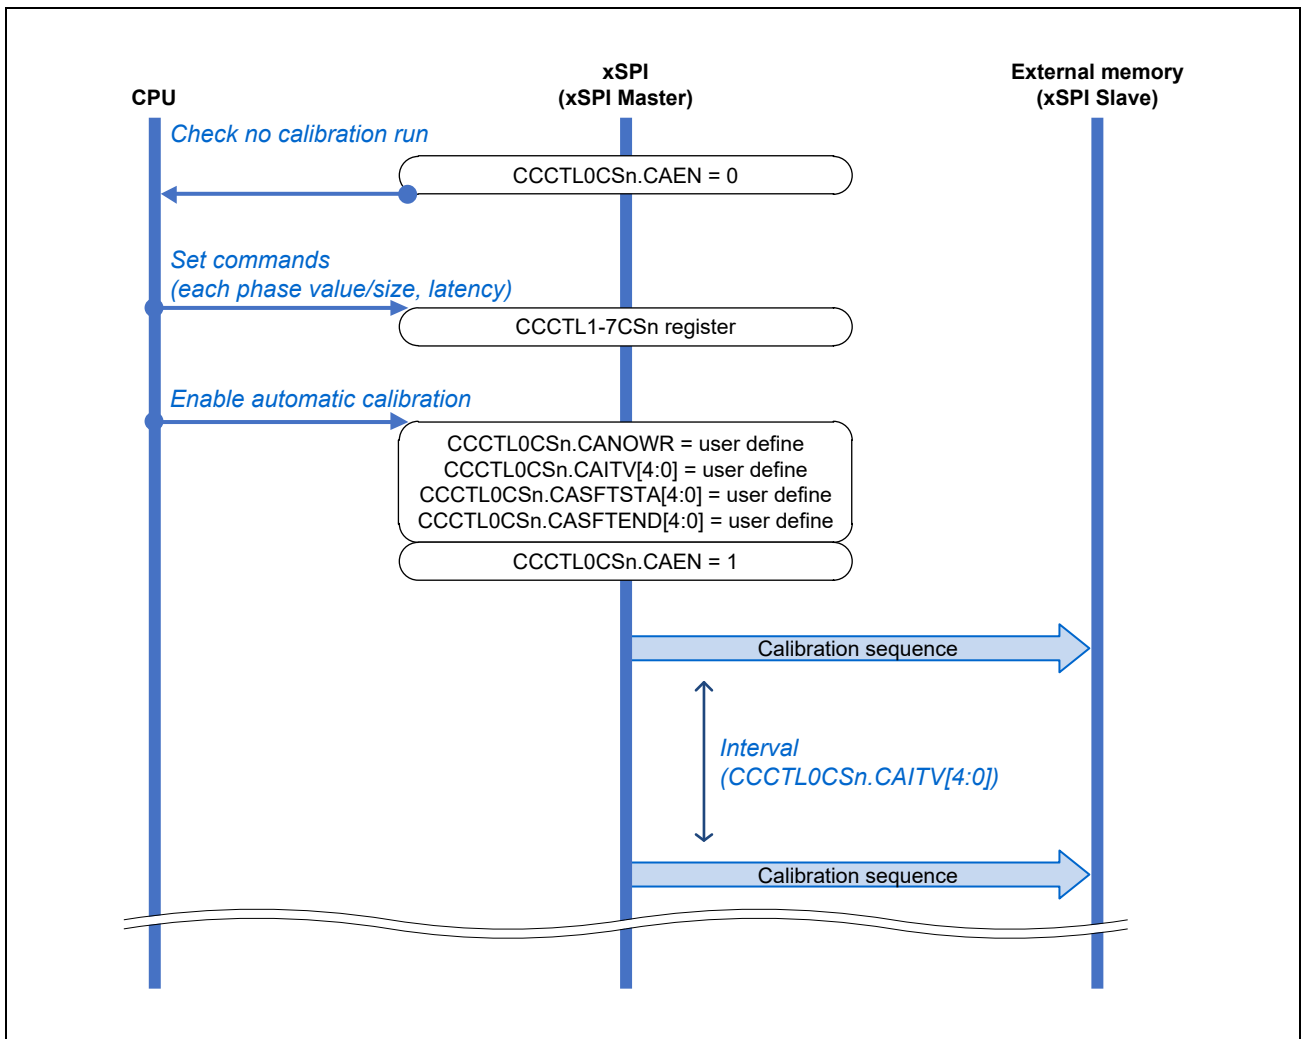 CPU
xSPI
(xSPI Master)
External memory
(xSPI Slave)
Check no calibration run
CCCTL0CSn.CAEN = 0
Set commands
(each phase value/size, latency)
CCCTL1-7CSn register
Enable automatic calibration
CCCTL0CSn.CANOWR = user define
CCCTL0CSn.CAITV[4:0] = user define
CCCTL0CSn.CASFTSTA[4:0] = user define
CCCTL0CSn.CASFTEND[4:0] = user define
CCCTL0CSn.CAEN = 1
Calibration sequence
Interval
(CCCTL0CSn.CAITV[4:0])
Calibration sequence